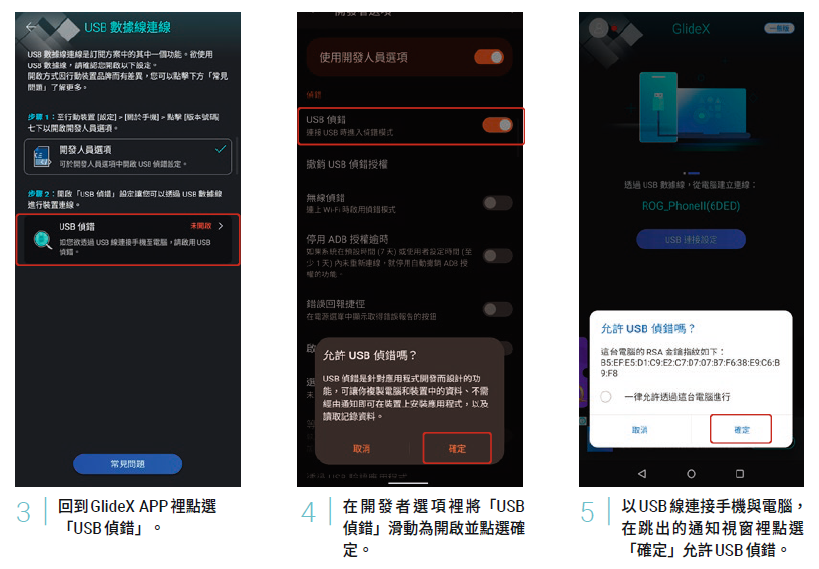 USB 數據線連線
USB 數據線連線是訂閱方案中的其中一個功能。欲使用
USB 數據線，請確認您開啟以下設定。
開啟方式因行動裝置品牌而有差異，您可以點擊下方「常見
問題」了解更多。
步驟 1：至行動裝置 [設定] > [關於手機] > 點擊 [版本號碼]
七下以開啟開發人員選項。
開發人員選項
可於開發人員選項中開啟 USB 偵錯設定。
步驟 2：開啟「USB 偵錯」設定讓您可以透過 USB 數據線
進行裝置連線。
USB 偵錯
未開啟
如您欲透過 USB 線連接手機至電腦，請啟用 USB
偵錯。
常見問題
3
回到 GlideX APP 裡點選
「USB 偵錯」。
開發者選項
使用開發人員選項
偵錯
USB 偵錯
連接 USB 時進入偵錯模式
撤銷 USB 偵錯授權
無線偵錯
連上 Wi-Fi 時啟用偵錯模式
停用 ADB 授權逾時
如果系統在預設時間 (7 天) 或使用者設定時間 (至
少 1 天) 內未重新連線，就停用自動撤銷 ADB 授
權的功能。
錯誤回報捷徑
在電源選單中顯示取得錯誤報告的按鈕
允許 USB 偵錯嗎？
USB 偵錯是針對應用程式開發而設計的功
能，可讓你複製電腦和裝置中的資料、不需
經由通知即可在裝置上安裝應用程式，以及
讀取記錄資料。
取消
確定
4
在開發者選項裡將「USB
偵錯」滑動為開啟並點選確
定。
GlideX
透過 USB 數據線，從電腦建立連線：
ROG_PhoneII(6DED)
USB 連接設定
允許 USB 偵錯嗎？
這台電腦的 RSA 金鑰指紋如下：
B5:EF:E5:D1:C9:E2:C7:D7:07:B7:F6:38:E9:C6:B
9:F8
一律允許透過這台電腦進行
取消
確定
5
以 USB 線連接手機與電腦，
在跳出的通知視窗裡點選
「確定」允許 USB 偵錯。